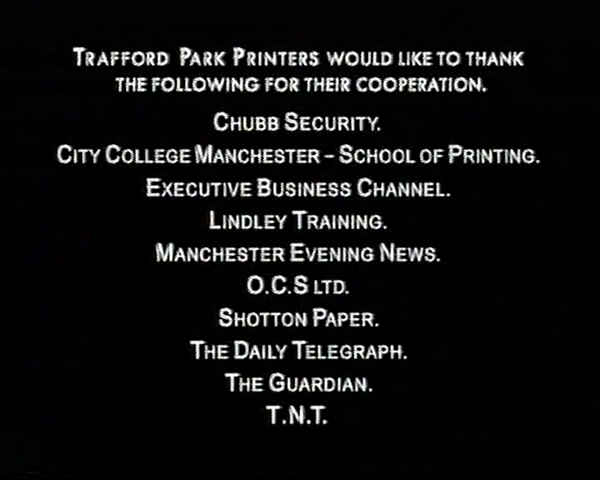 Trafford Park Printers would like to thank
the following for their cooperation.
Chubb Security.
City College Manchester – School of Printing.
Executive Business Channel.
Lindley Training.
Manchester Evening News.
O.C.S Ltd.
Shotton Paper.
The Daily Telegraph.
The Guardian.
T.N.T.